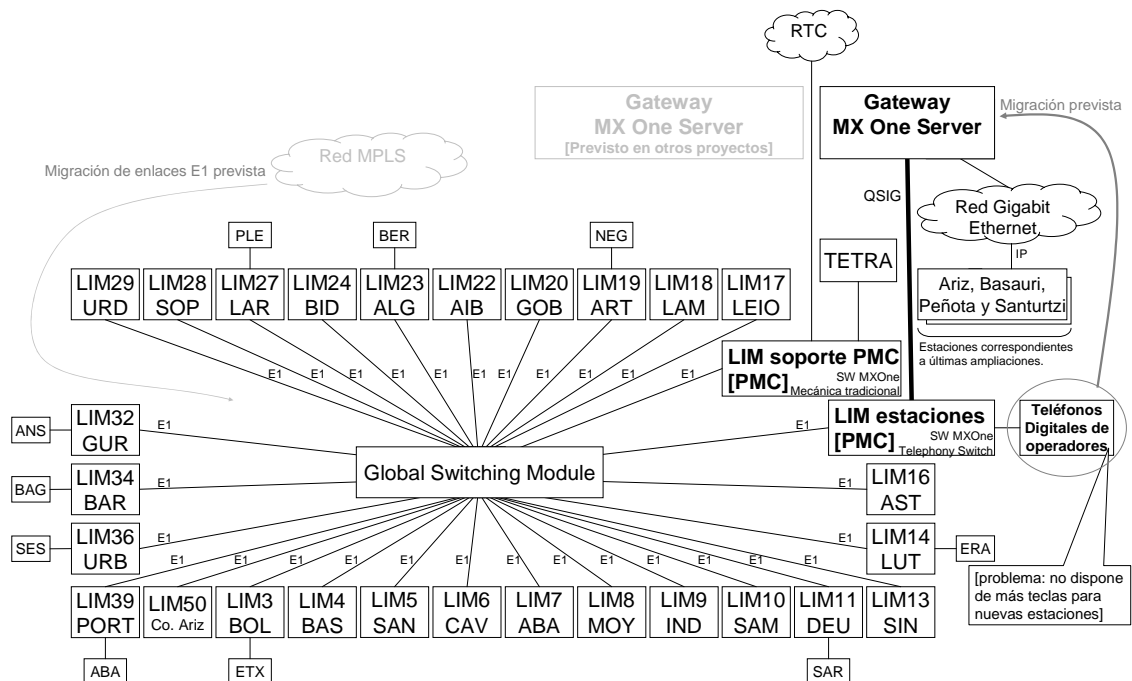 RTC
Gateway
MX One Server
[Previsto en otros proyectos]
Gateway
MX One Server
Migración prevista
Red MPLS
Migración de enlaces E1 prevista
QSIG
Red Gigabit
Ethernet
IP
PLE
BER
NEG
TETRA
Ariz, Basauri,
Peñota y Santurtzi
Estaciones correspondientes
a últimas ampliaciones.
LIM29
URD
LIM28
SOP
LIM27
LAR
LIM24
BID
LIM23
ALG
LIM22
AIB
LIM20
GOB
LIM19
ART
LIM18
LAM
LIM17
LEIO
LIM soporte PMC
[PMC]
SW MXOne
Mecánica tradicional
E1
E1
E1
E1
E1
E1
E1
E1
E1
E1
E1
LIM estaciones
[PMC]
SW MXOne
Telephony Switch
Teléfonos
Digitales de
operadores
ANS
LIM32
GUR
E1
E1
Global Switching Module
BAG
LIM34
BAR
E1
E1
LIM16
AST
SES
LIM36
URB
E1
E1
LIM14
LUT
ERA
E1
E1
E1
E1
E1
E1
E1
E1
E1
E1
E1
E1
[problema: no dispone
de más teclas para
nuevas estaciones]
LIM39
PORT
LIM50
Co. Ariz
LIM3
BOL
LIM4
BAS
LIM5
SAN
LIM6
CAV
LIM7
ABA
LIM8
MOY
LIM9
IND
LIM10
SAM
LIM11
DEU
LIM13
SIN
ABA
ETX
SAR